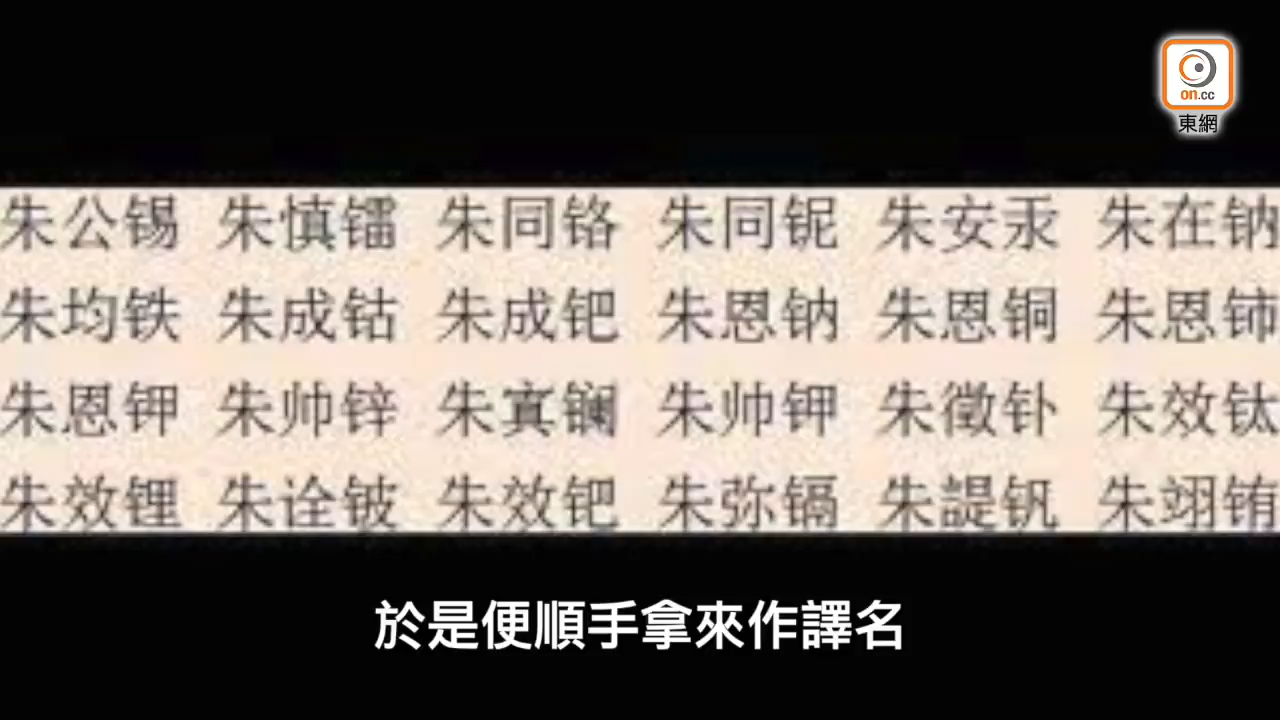 on.cc
東網
朱公锡 朱慎镭 朱同铬 朱同铌 朱安汞 朱在钠
朱均铁 朱成钴 朱成钯 朱恩钠 朱恩铜 朱恩铈
朱恩钾 朱帅锌 朱寘镧 朱帅钾 朱徵钋 朱效钛
朱效锂 朱诠铍 朱效钯 朱弥镉 朱諟钒 朱翊铕
於是便順手拿來作譯名